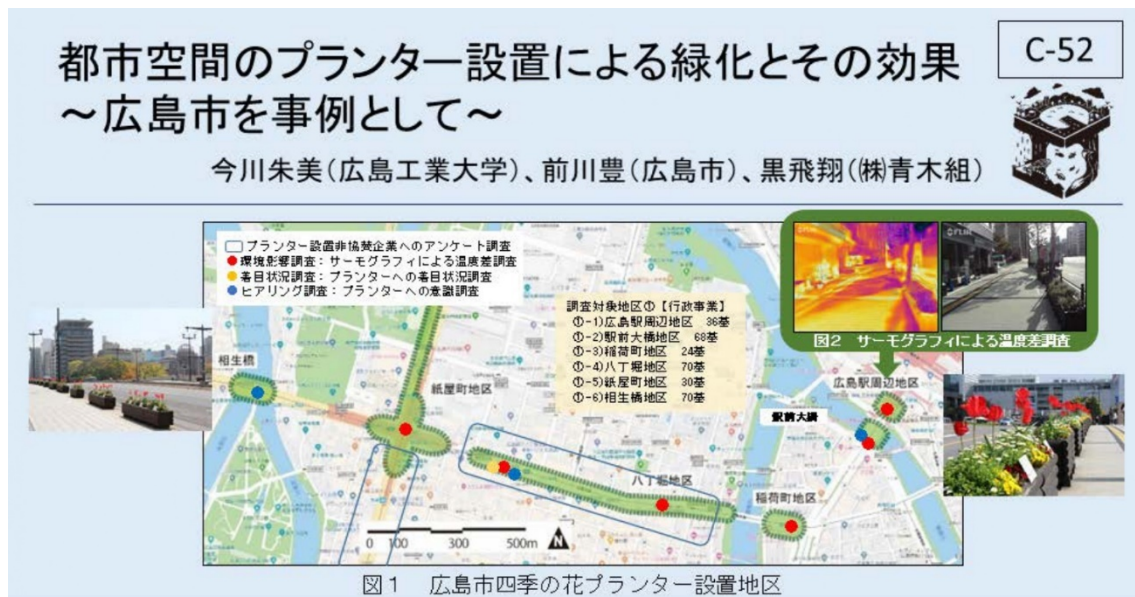 都市空間のプランター設置による緑化とその効果
～広島市を事例として～
C-52
今川朱美(広島工業大学)、前川豊(広島市)、黒飛翔(㈱青木組)
プランター設置非協賛企業へのアンケート調査
環境影響調査：サーモグラフィによる温度差調査
着目状況調査：プランターへの着目状況調査
ヒアリング調査：プランターへの意識調査
調査対象地区①【行政事業】
①-1)広島駅周辺地区 36基
①-2)駅前大橋地区 68基
①-3)稲荷町地区 24基
①-4)八丁堀地区 70基
①-5)紙屋町地区 30基
①-6)相生橋地区 70基
図2 サーモグラフィによる温度差調査
相生橋
紙屋町地区
広島駅周辺地区
駅前大橋
八丁堀地区
稲荷町地区
0 100 300 500m
N
図1 広島市四季の花プランター設置地区